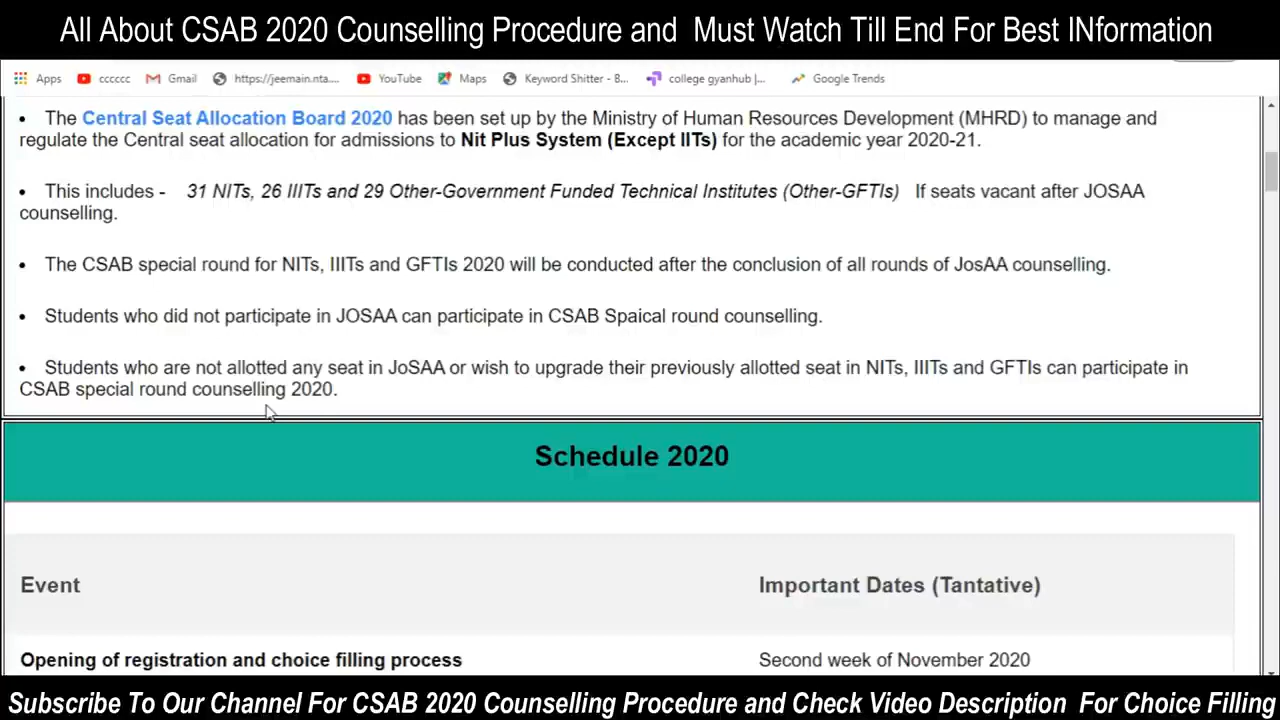 All About CSAB 2020 Counselling Procedure and Must Watch Till End For Best INformation
Apps cccccc Gmail https://jeemain.nta.... YouTube Maps Keyword Shitter - B... college gyanhub |... Google Trends
• The Central Seat Allocation Board 2020 has been set up by the Ministry of Human Resources Development (MHRD) to manage and
regulate the Central seat allocation for admissions to Nit Plus System (Except IITs) for the academic year 2020-21.
• This includes - 31 NITs, 26 IIITs and 29 Other-Government Funded Technical Institutes (Other-GFTIs) If seats vacant after JOSAA
counselling.
• The CSAB special round for NITs, IIITs and GFTIs 2020 will be conducted after the conclusion of all rounds of JosAA counselling.
• Students who did not participate in JOSAA can participate in CSAB Spaical round counselling.
• Students who are not allotted any seat in JoSAA or wish to upgrade their previously allotted seat in NITs, IIITs and GFTIs can participate in
CSAB special round counselling 2020.
Schedule 2020
Event Important Dates (Tantative)
Opening of registration and choice filling process Second week of November 2020
Subscribe To Our Channel For CSAB 2020 Counselling Procedure and Check Video Description For Choice Filling